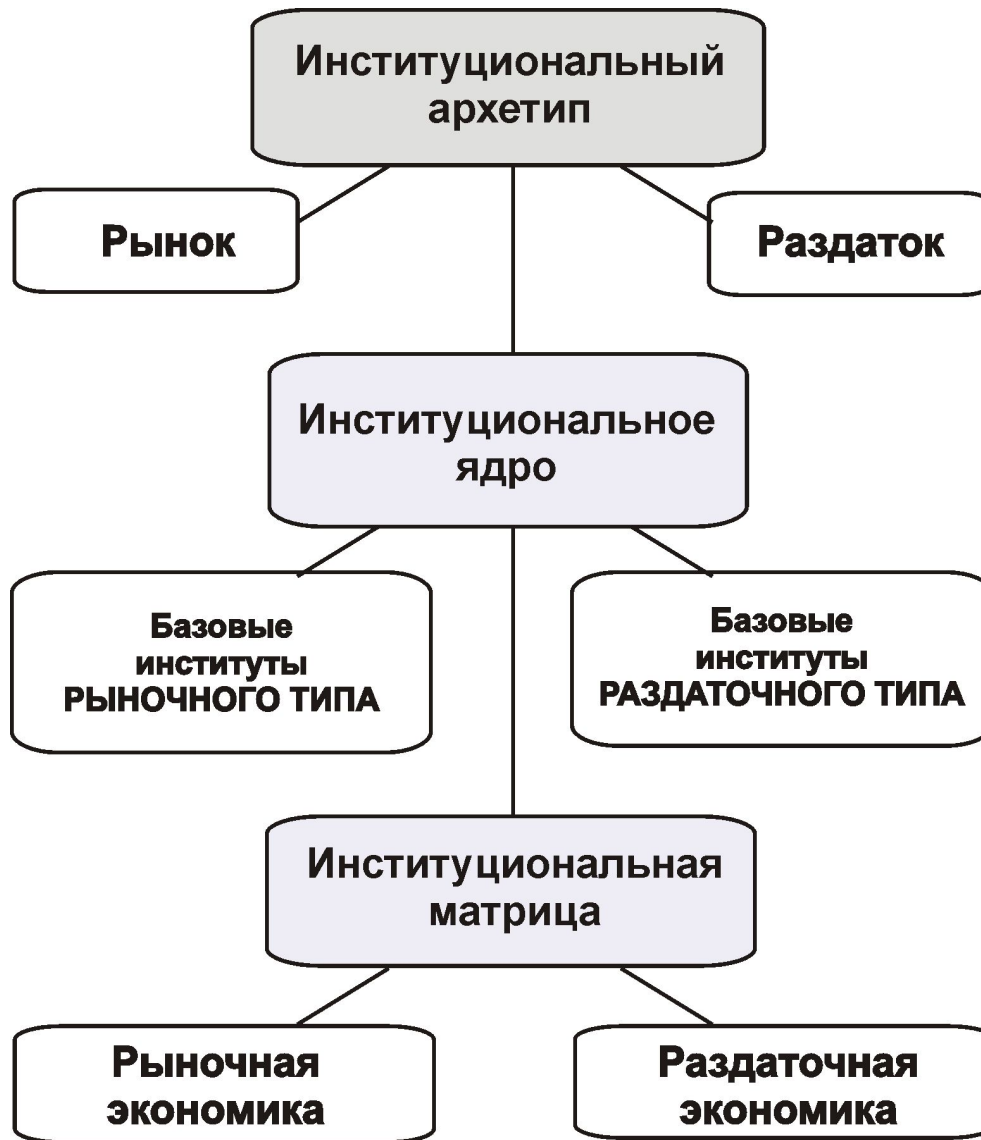 Институциональный
архетип
Рынок
Раздаток
Институциональное
ядро
Базовые
институты
РЫНОЧНОГО ТИПА
Базовые
институты
РАЗДАТОЧНОГО ТИПА
Институциональная
матрица
Рыночная
экономика
Раздаточная
экономика